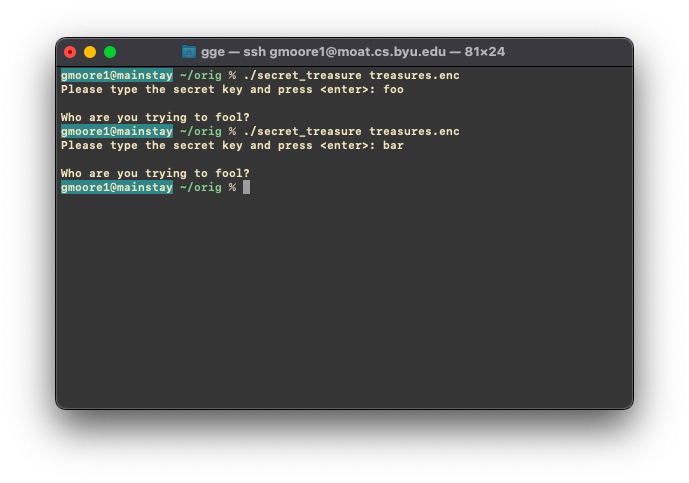 gge — ssh gmoore1@moat.cs.byu.edu — 81×24
gmoore1@mainstay ~/orig % ./secret_treasure treasures.enc
Please type the secret key and press <enter>: foo
Who are you trying to fool?
gmoore1@mainstay ~/orig % ./secret_treasure treasures.enc
Please type the secret key and press <enter>: bar
Who are you trying to fool?
gmoore1@mainstay ~/orig %